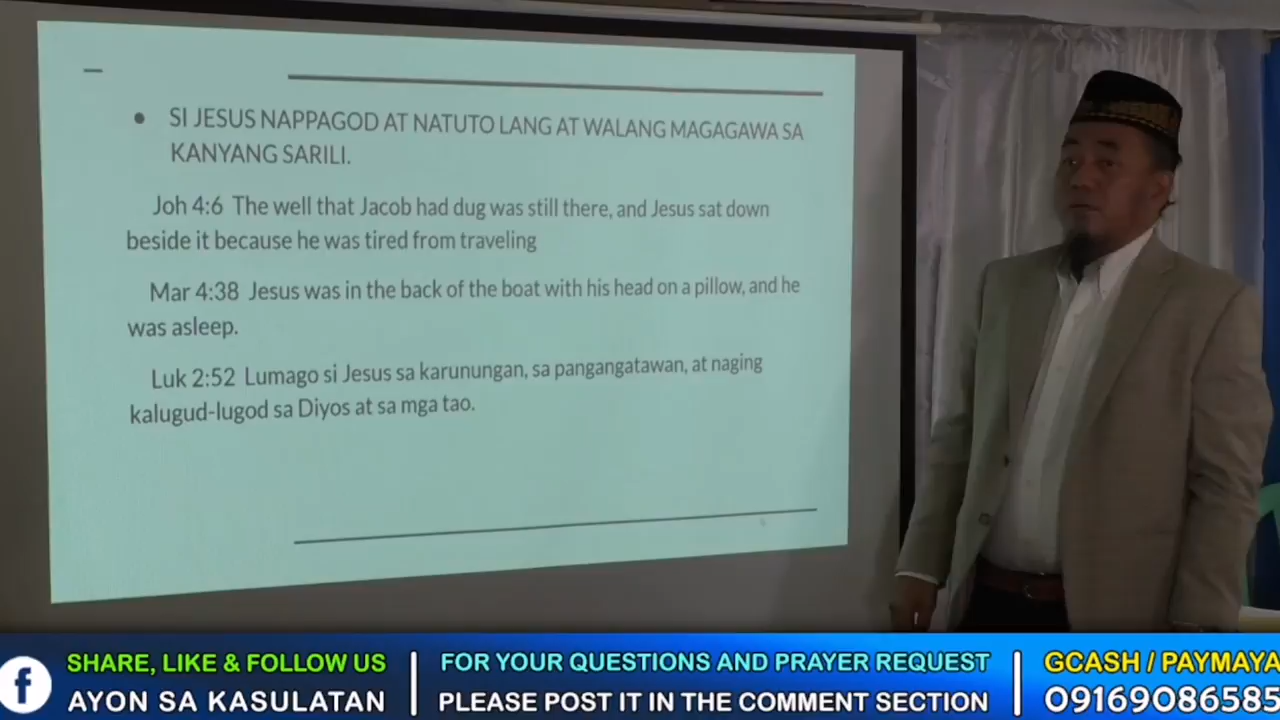 • SI JESUS NAPPAGOD AT NATUTO LANG AT WALANG MAGAGAWA SA
KANYANG SARILI.
Joh 4:6 The well that Jacob had dug was still there, and Jesus sat down
beside it because he was tired from traveling
Mar 4:38 Jesus was in the back of the boat with his head on a pillow, and he
was asleep.
Luk 2:52 Lumago si Jesus sa karunungan, sa pangangatawan, at naging
kalugud-lugod sa Diyos at sa mga tao.
f
SHARE, LIKE & FOLLOW US
AYON SA KASULATAN
FOR YOUR QUESTIONS AND PRAYER REQUEST
PLEASE POST IT IN THE COMMENT SECTION
GCASH / PAYMAYA
09169086585